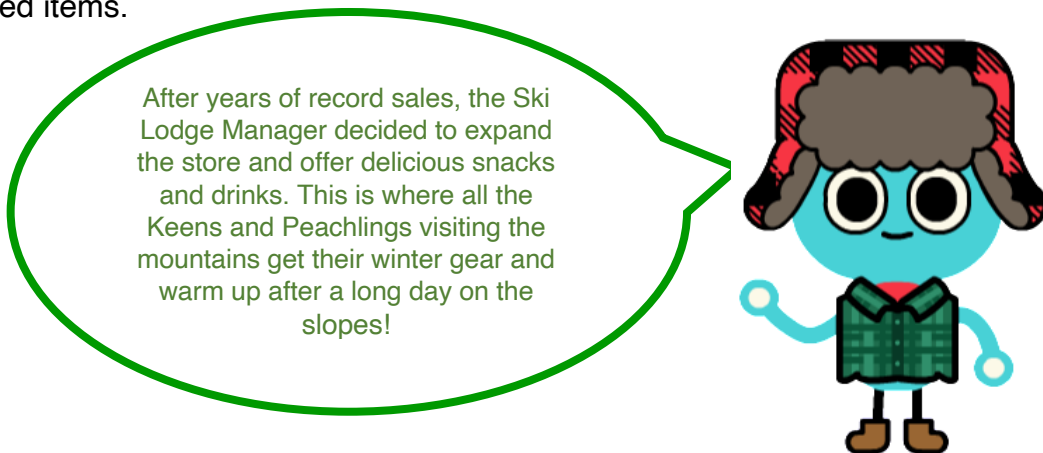 ed items.
After years of record sales, the Ski
Lodge Manager decided to expand
the store and offer delicious snacks
and drinks. This is where all the
Keens and Peachlings visiting the
mountains get their winter gear and
warm up after a long day on the
slopes!